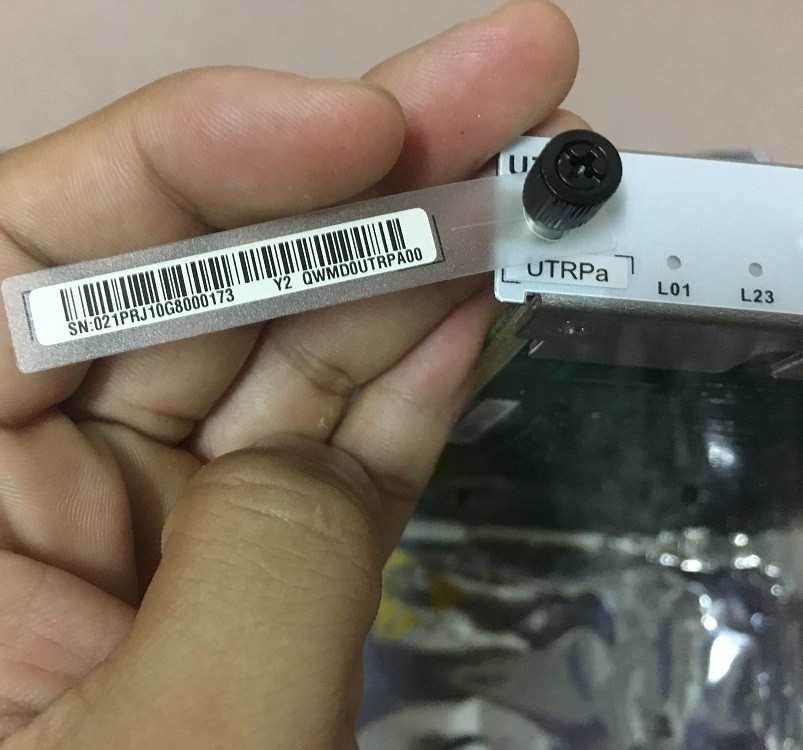 SN:021PRJ10G8000173 Y2 QWMD0UTRPA00
UTRPa
L01 L23